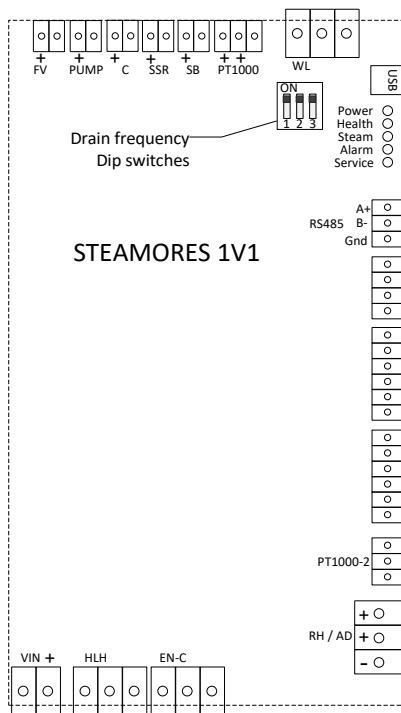 + + + + + + +
FV PUMP C SSR SB PT1000 WL
USB
ON
1 2 3
Drain frequency
Dip switches
Power
Health
Steam
Alarm
Service
A+
RS485 B-
Gnd
STEAMORES 1V1
PT1000-2
+
RH / AD +
-
VIN + HLH EN-C